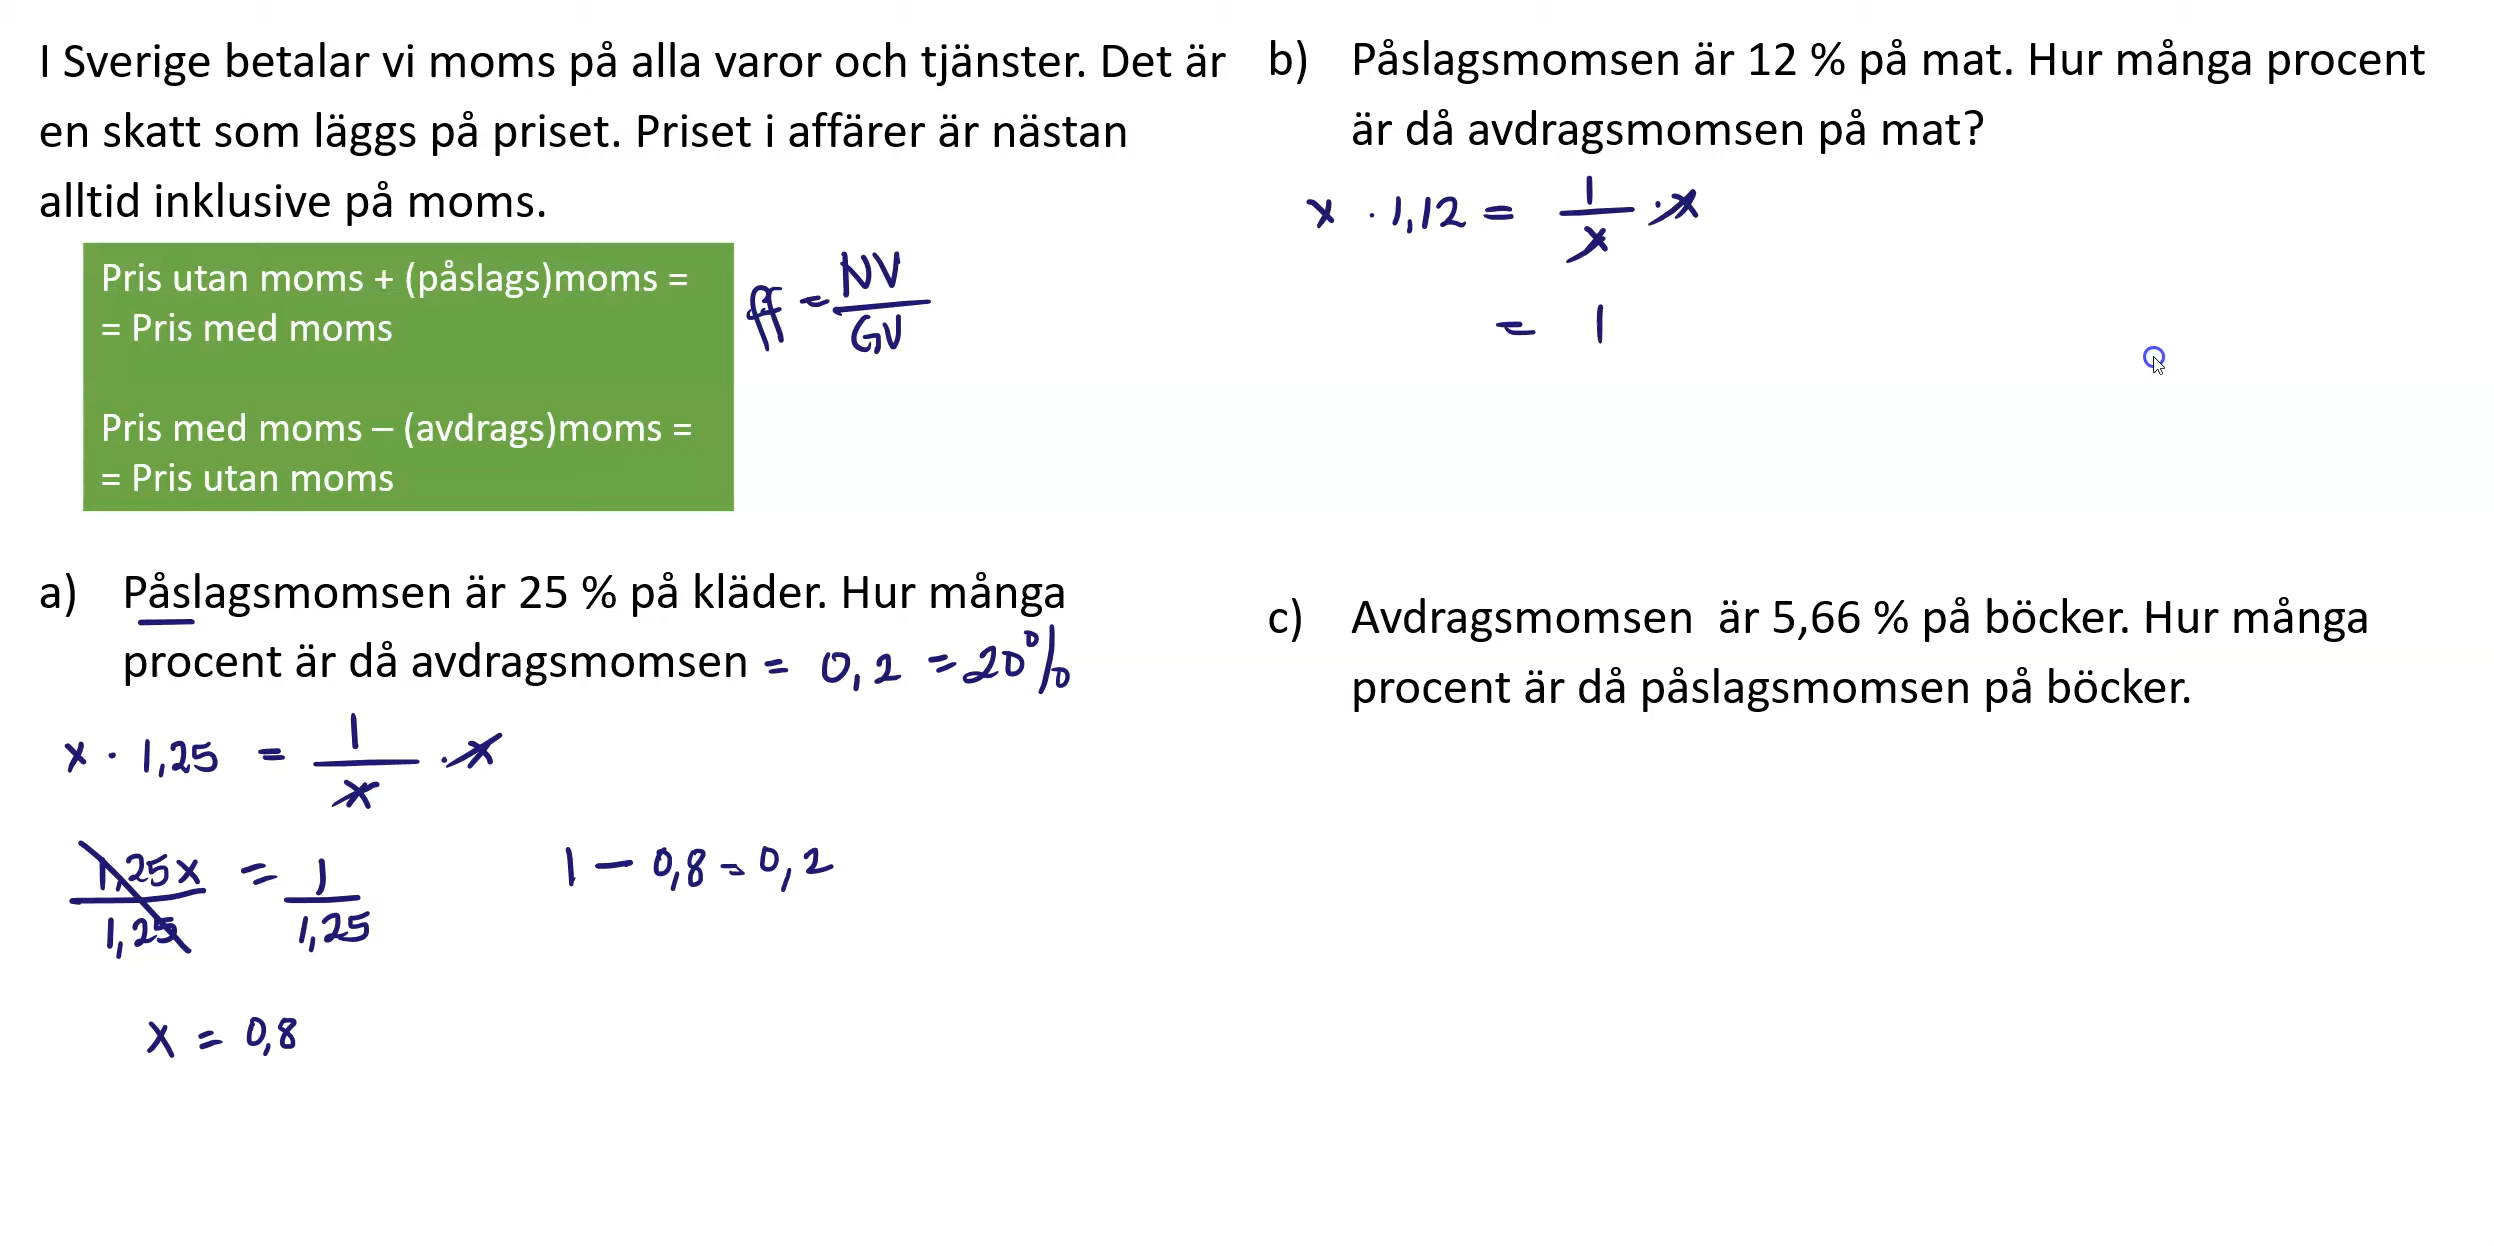 I Sverige betalar vi moms på alla varor och tjänster. Det är
en skatt som läggs på priset. Priset i affärer är nästan
alltid inklusive på moms.
Pris utan moms + (påslags)moms =
= Pris med moms
Pris med moms – (avdrags)moms =
= Pris utan moms
ff = NV/GV
a) Påslagsmomsen är 25 % på kläder. Hur många
procent är då avdragsmomsen = 0,2 = 20%
x · 1,25 = 1/x · x
1,25x/1,25 = 1/1,25
1 – 0,8 = 0,2
x = 0,8
b) Påslagsmomsen är 12 % på mat. Hur många procent
är då avdragsmomsen på mat?
x · 1,12 = 1/x · x
= 1
c) Avdragsmomsen är 5,66 % på böcker. Hur många
procent är då påslagsmomsen på böcker.